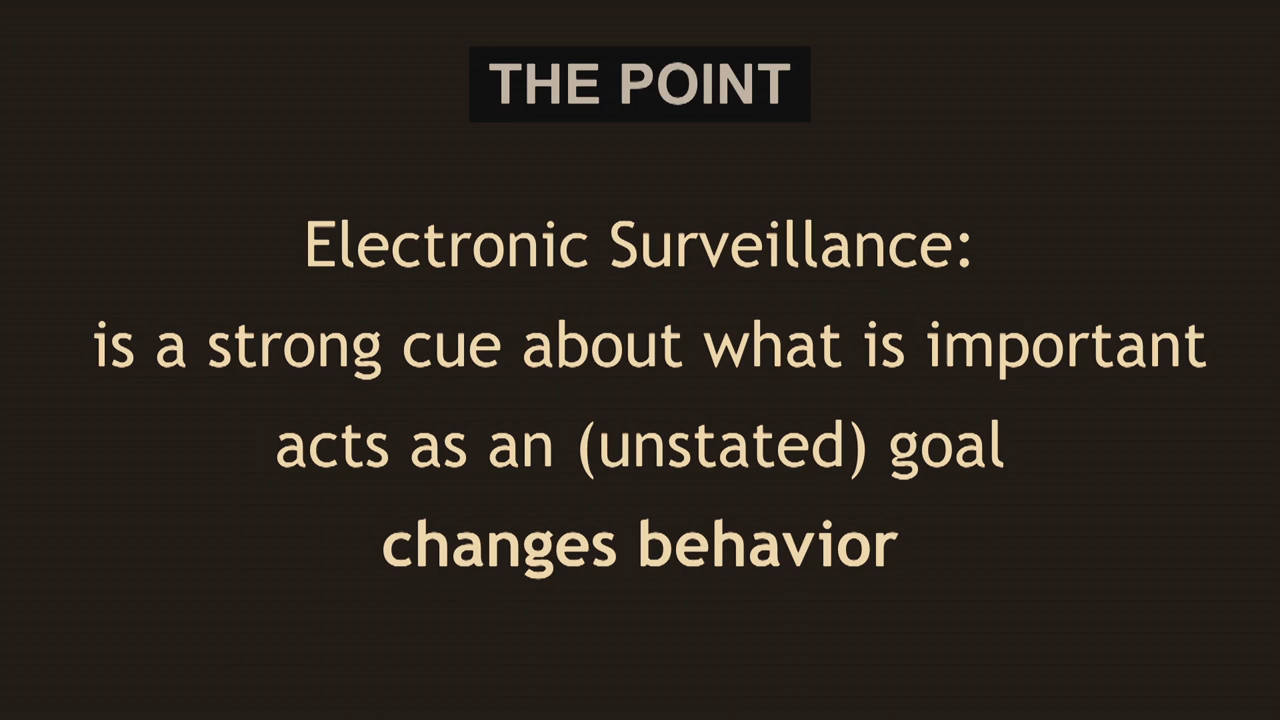 THE POINT
Electronic Surveillance:
is a strong cue about what is important
acts as an (unstated) goal
changes behavior